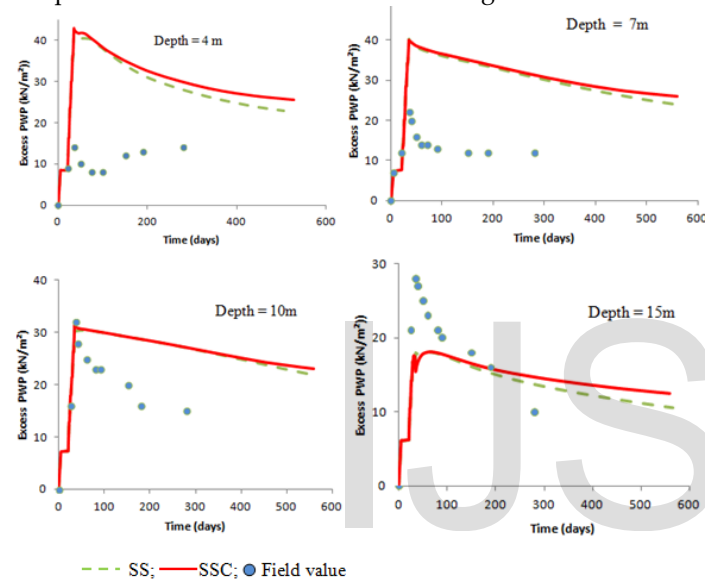 Depth = 4 m
Excess PWP (kN/m²))
40
30
20
10
0
0 200 400 600
Time (days)
Depth = 7m
Excess PWP (kN/m²))
40
30
20
10
0
0 100 200 300 400 500 600
Time (days)
Depth = 10m
Excess PWP (kN/m²)
40
30
20
10
0
0 100 200 300 400 500 600
Time (days)
Depth = 15m
Excess PWP (kN/m²))
30
20
10
0
0 100 200 300 400 500 600
Time (days)
IJS
SS; SSC; Field value